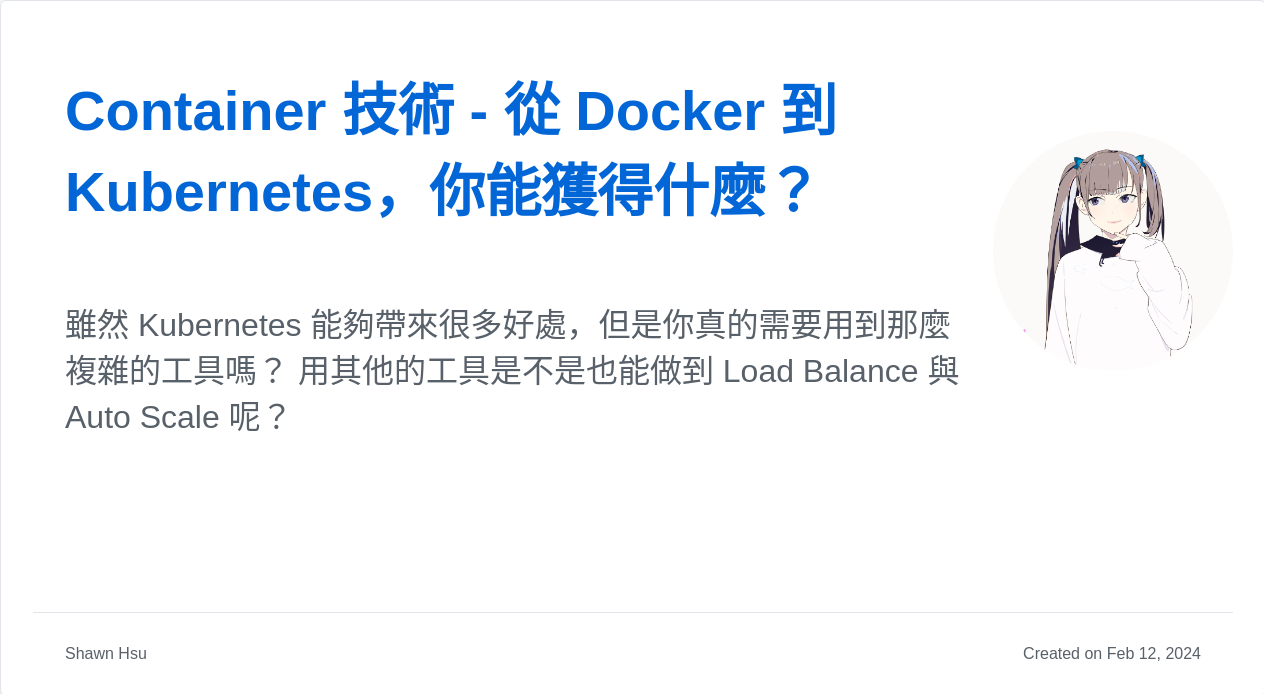 Container 技術 - 從 Docker 到
Kubernetes，你能獲得什麼？
雖然 Kubernetes 能夠帶來很多好處，但是你真的需要用到那麼
複雜的工具嗎？ 用其他的工具是不是也能做到 Load Balance 與
Auto Scale 呢？
Shawn Hsu
Created on Feb 12, 2024